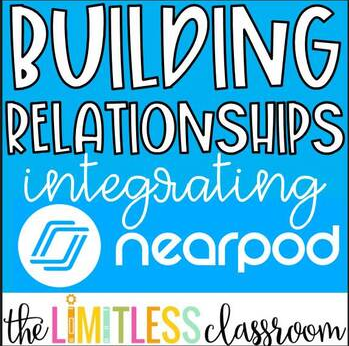 BUILDING
RELATIONSHIPS
integrating
nearpod
the LIMITLESS classroom